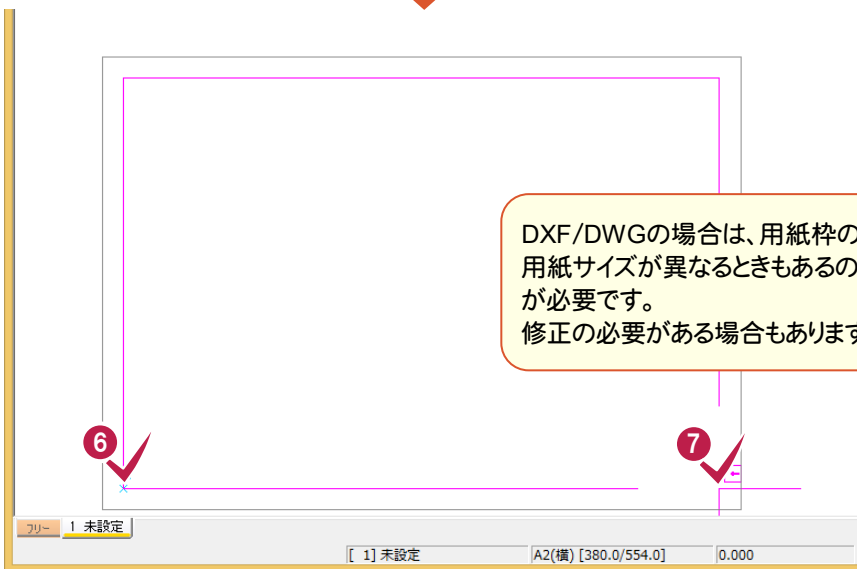 DXF/DWGの場合は、用紙枠の
用紙サイズが異なるときもあるの
が必要です。
修正の必要がある場合もあります
6
7
フリー
1 未設定
[ 1] 未設定
A2(横) [380.0/554.0]
0.000